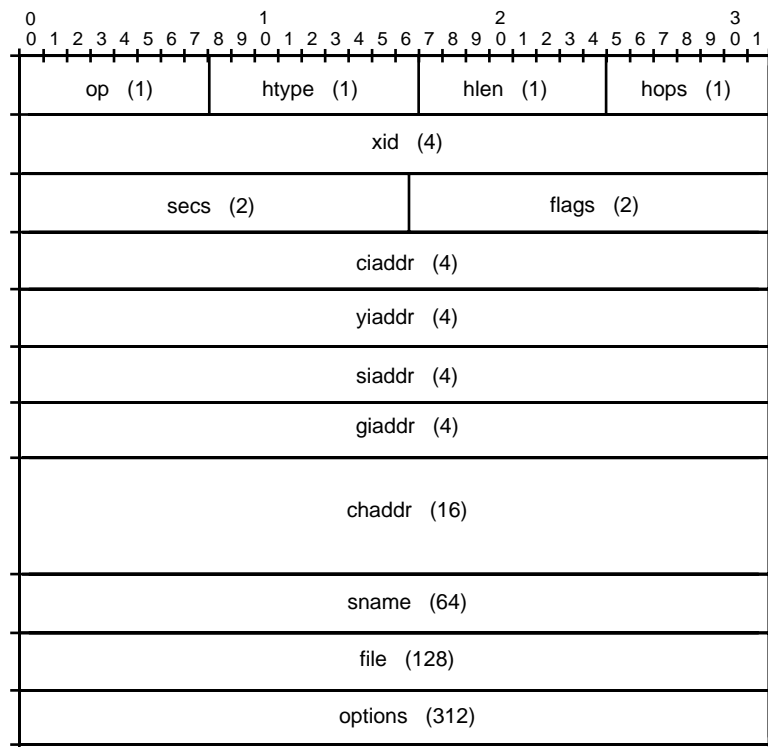 0 1 2 3
0 1 2 3 4 5 6 7 8 9 0 1 2 3 4 5 6 7 8 9 0 1 2 3 4 5 6 7 8 9 0 1
op (1) htype (1) hlen (1) hops (1)
xid (4)
secs (2) flags (2)
ciaddr (4)
yiaddr (4)
siaddr (4)
giaddr (4)
chaddr (16)
sname (64)
file (128)
options (312)